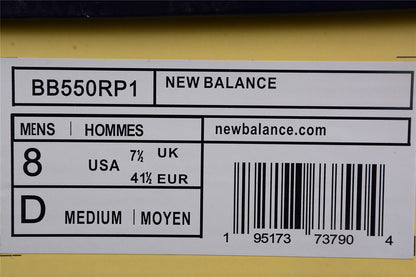 BB550RP1 NEW BALANCE
MENS | HOMMES newbalance.com
8 USA 7½ UK
41½ EUR
D MEDIUM | MOYEN
1 95173 73790 4